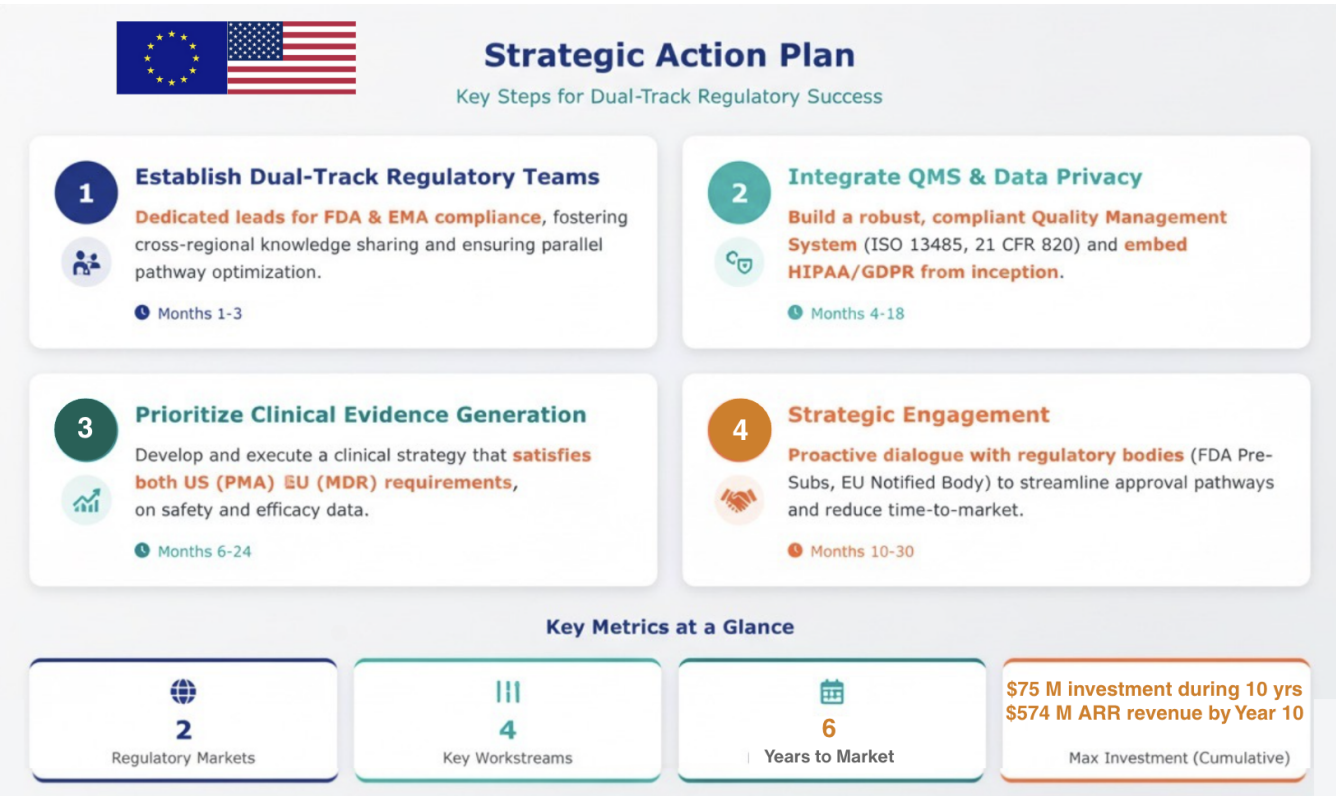 Strategic Action Plan
Key Steps for Dual-Track Regulatory Success
1
Establish Dual-Track Regulatory Teams
Dedicated leads for FDA & EMA compliance, fostering
cross-regional knowledge sharing and ensuring parallel
pathway optimization.
Months 1-3
2
Integrate QMS & Data Privacy
Build a robust, compliant Quality Management
System (ISO 13485, 21 CFR 820) and embed
HIPAA/GDPR from inception.
Months 4-18
3
Prioritize Clinical Evidence Generation
Develop and execute a clinical strategy that satisfies
both US (PMA) EU (MDR) requirements,
on safety and efficacy data.
Months 6-24
4
Strategic Engagement
Proactive dialogue with regulatory bodies (FDA Pre-
Subs, EU Notified Body) to streamline approval pathways
and reduce time-to-market.
Months 10-30
Key Metrics at a Glance
2
Regulatory Markets
4
Key Workstreams
6
Years to Market
$75 M investment during 10 yrs
$574 M ARR revenue by Year 10
Max Investment (Cumulative)